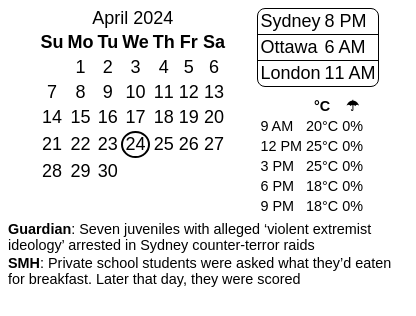 April 2024
Su Mo Tu We Th Fr Sa
1 2 3 4 5 6
7 8 9 10 11 12 13
14 15 16 17 18 19 20
21 22 23 24 25 26 27
28 29 30
Sydney 8 PM
Ottawa 6 AM
London 11 AM
°C ☂
9 AM 20°C 0%
12 PM 25°C 0%
3 PM 25°C 0%
6 PM 18°C 0%
9 PM 18°C 0%
Guardian: Seven juveniles with alleged ‘violent extremist
ideology’ arrested in Sydney counter-terror raids
SMH: Private school students were asked what they’d eaten
for breakfast. Later that day, they were scored